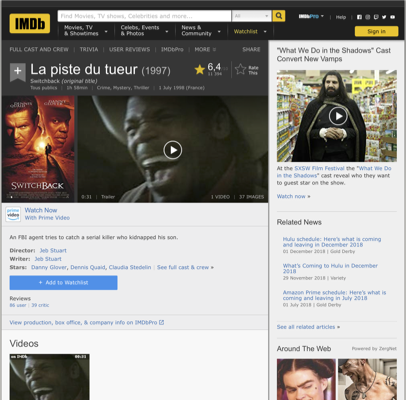 IMDb
Find Movies, TV shows, Celebrities and more...
All
IMDbPro
Help
Movies, TV
& Showtimes
Celebs, Events
& Photos
News &
Community
Watchlist
Sign in
FULL CAST AND CREW | TRIVIA | USER REVIEWS | IMDbPro | MORE
SHARE
La piste du tueur (1997)
Switchback (original title)
Tous publics | 1h 58min | Crime, Mystery, Thriller | 1 July 1998 (France)
6,4
Rate
This
DANNY GLOVER
DENNIS QUAID
SWITCHBACK
0:31 | Trailer
1 VIDEO | 37 IMAGES
prime
video
Watch Now
With Prime Video
An FBI agent tries to catch a serial killer who kidnapped his son.
Director: Jeb Stuart
Writer: Jeb Stuart
Stars: Danny Glover, Dennis Quaid, Claudia Stedelin | See full cast & crew »
+ Add to Watchlist
Reviews
96 user | 39 critic
View production, box office, & company info on IMDbPro
Videos
"What We Do in the Shadows" Cast
Convert New Vamps
At the SXSW Film Festival the "What We
Do in the Shadows" cast reveal who they
want to guest star on the show.
Watch now »
Related News
Hulu schedule: Here's what is coming
and leaving in December 2018
01 December 2018 | Gold Derby
What's Coming to Hulu in December
2018
29 November 2018 | Variety
Amazon Prime schedule: Here's what is
coming and leaving in July 2018
01 July 2018 | Gold Derby
See all related articles »
Around The Web
Powered by ZergNet